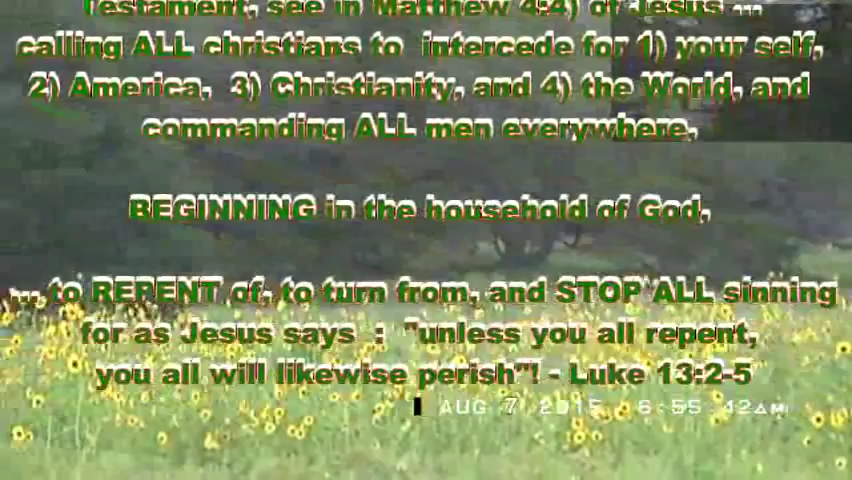 Testament, see in Matthew 4:4) of Jesus ...
calling ALL christians to intercede for 1) your self,
2) America, 3) Christianity, and 4) the World, and
commanding ALL men everywhere,
BEGINNING in the household of God,
... to REPENT of, to turn from, and STOP ALL sinning
for as Jesus says : "unless you all repent,
you all will likewise perish"! - Luke 13:2-5
AUG 7 2015 6:55:42AM